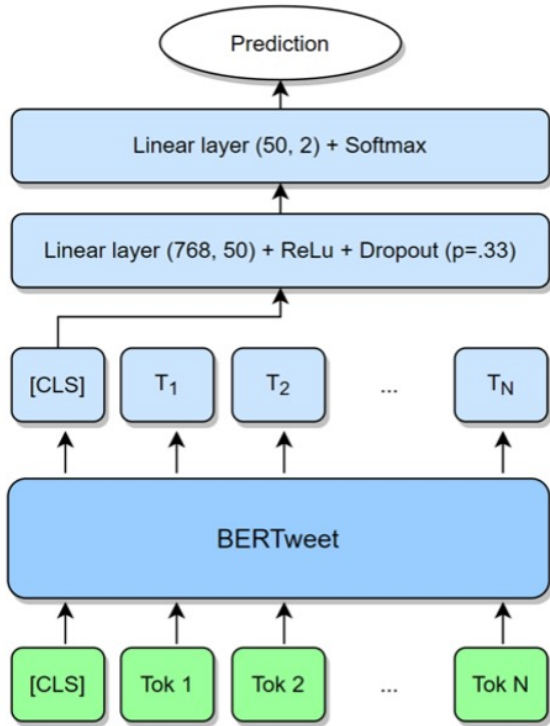 Prediction
Linear layer (50, 2) + Softmax
Linear layer (768, 50) + ReLu + Dropout (p=.33)
[CLS] T1 T2 ... TN
BERTweet
[CLS] Tok 1 Tok 2 ... Tok N